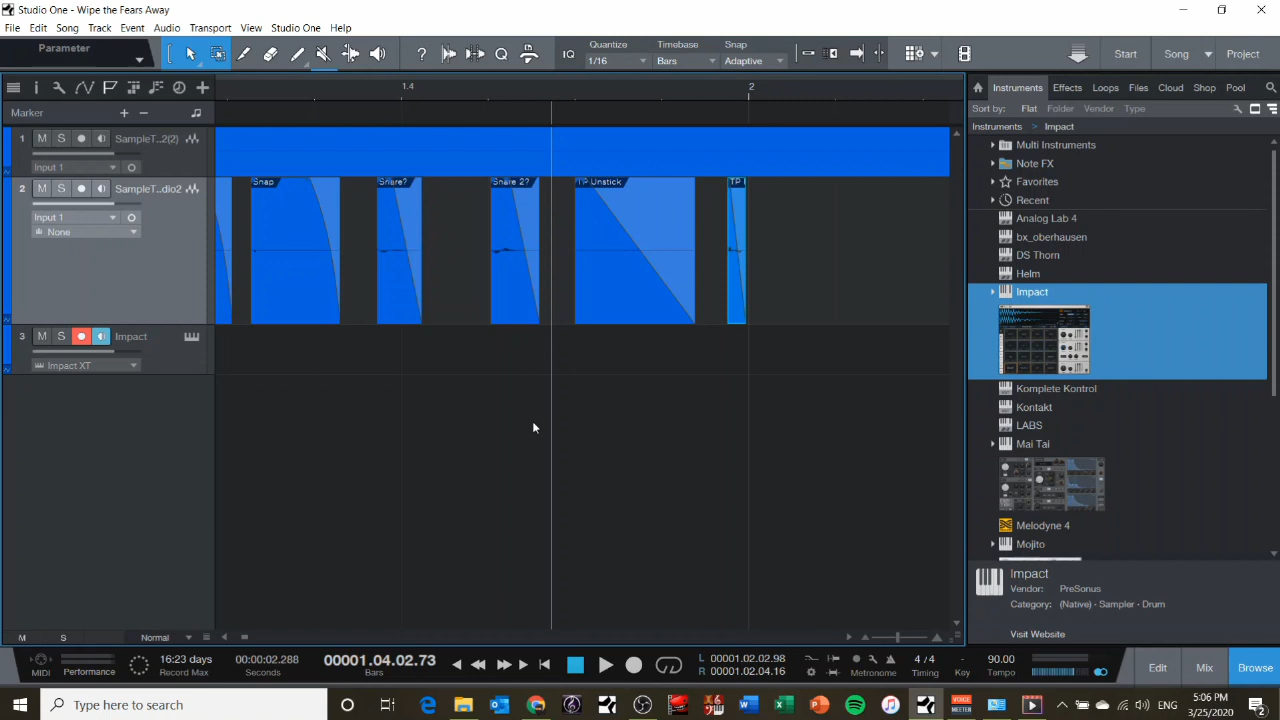 Studio One - Wipe the Fears Away
File Edit Song Track Event Audio Transport View Studio One Help
Parameter
IQ
Quantize
1/16
Timebase
Bars
Snap
Adaptive
Start Song Project
1.4
2
Instruments Effects Loops Files Cloud Shop Pool
Marker
Sort by: Flat Folder Vendor Type
Instruments > Impact
1 M S SampleT...2(2)
Input 1
2 M S SampleT...dio2
Input 1
None
Snap
Snare?
Snare 2?
TP Unstick
3 M S Impact
Impact XT
Multi Instruments
Note FX
Favorites
Recent
Analog Lab 4
bx_oberhausen
DS Thorn
Helm
Impact
Komplete Kontrol
Kontakt
LABS
Mai Tai
Melodyne 4
Mojito
Impact
Vendor: PreSonus
Category: (Native) - Sampler - Drum
Visit Website
M S Normal
MIDI
Performance
16:23 days
Record Max
00:00:02.288
Seconds
00001.04.02.73
Bars
L 00001.02.02.98
R 00001.02.04.16
Metronome
4 / 4
Timing
-
Key
90.00
Tempo
Edit Mix Browse
Type here to search
ENG
5:06 PM
3/25/2020